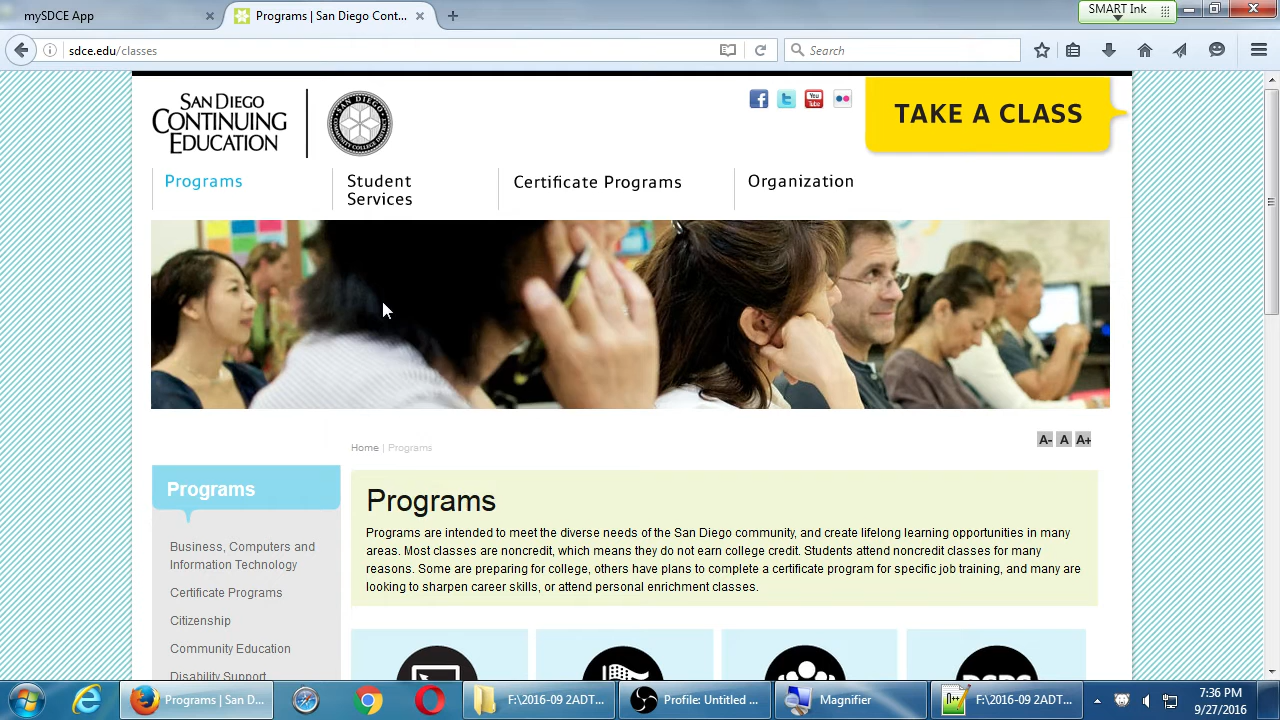 mySDCE App
Programs | San Diego Cont...
SMART Ink
sdce.edu/classes
Search
SAN DIEGO
CONTINUING
EDUCATION
TAKE A CLASS
Programs
Student
Services
Certificate Programs
Organization
Home | Programs
A- A A+
Programs
Business, Computers and
Information Technology
Certificate Programs
Citizenship
Community Education
Disability Support
Programs
Programs are intended to meet the diverse needs of the San Diego community, and create lifelong learning opportunities in many
areas. Most classes are noncredit, which means they do not earn college credit. Students attend noncredit classes for many
reasons. Some are preparing for college, others have plans to complete a certificate program for specific job training, and many are
looking to sharpen career skills, or attend personal enrichment classes.
Programs | San D...
F:\2016-09 2ADT...
Profile: Untitled ...
Magnifier
F:\2016-09 2ADT...
7:36 PM
9/27/2016